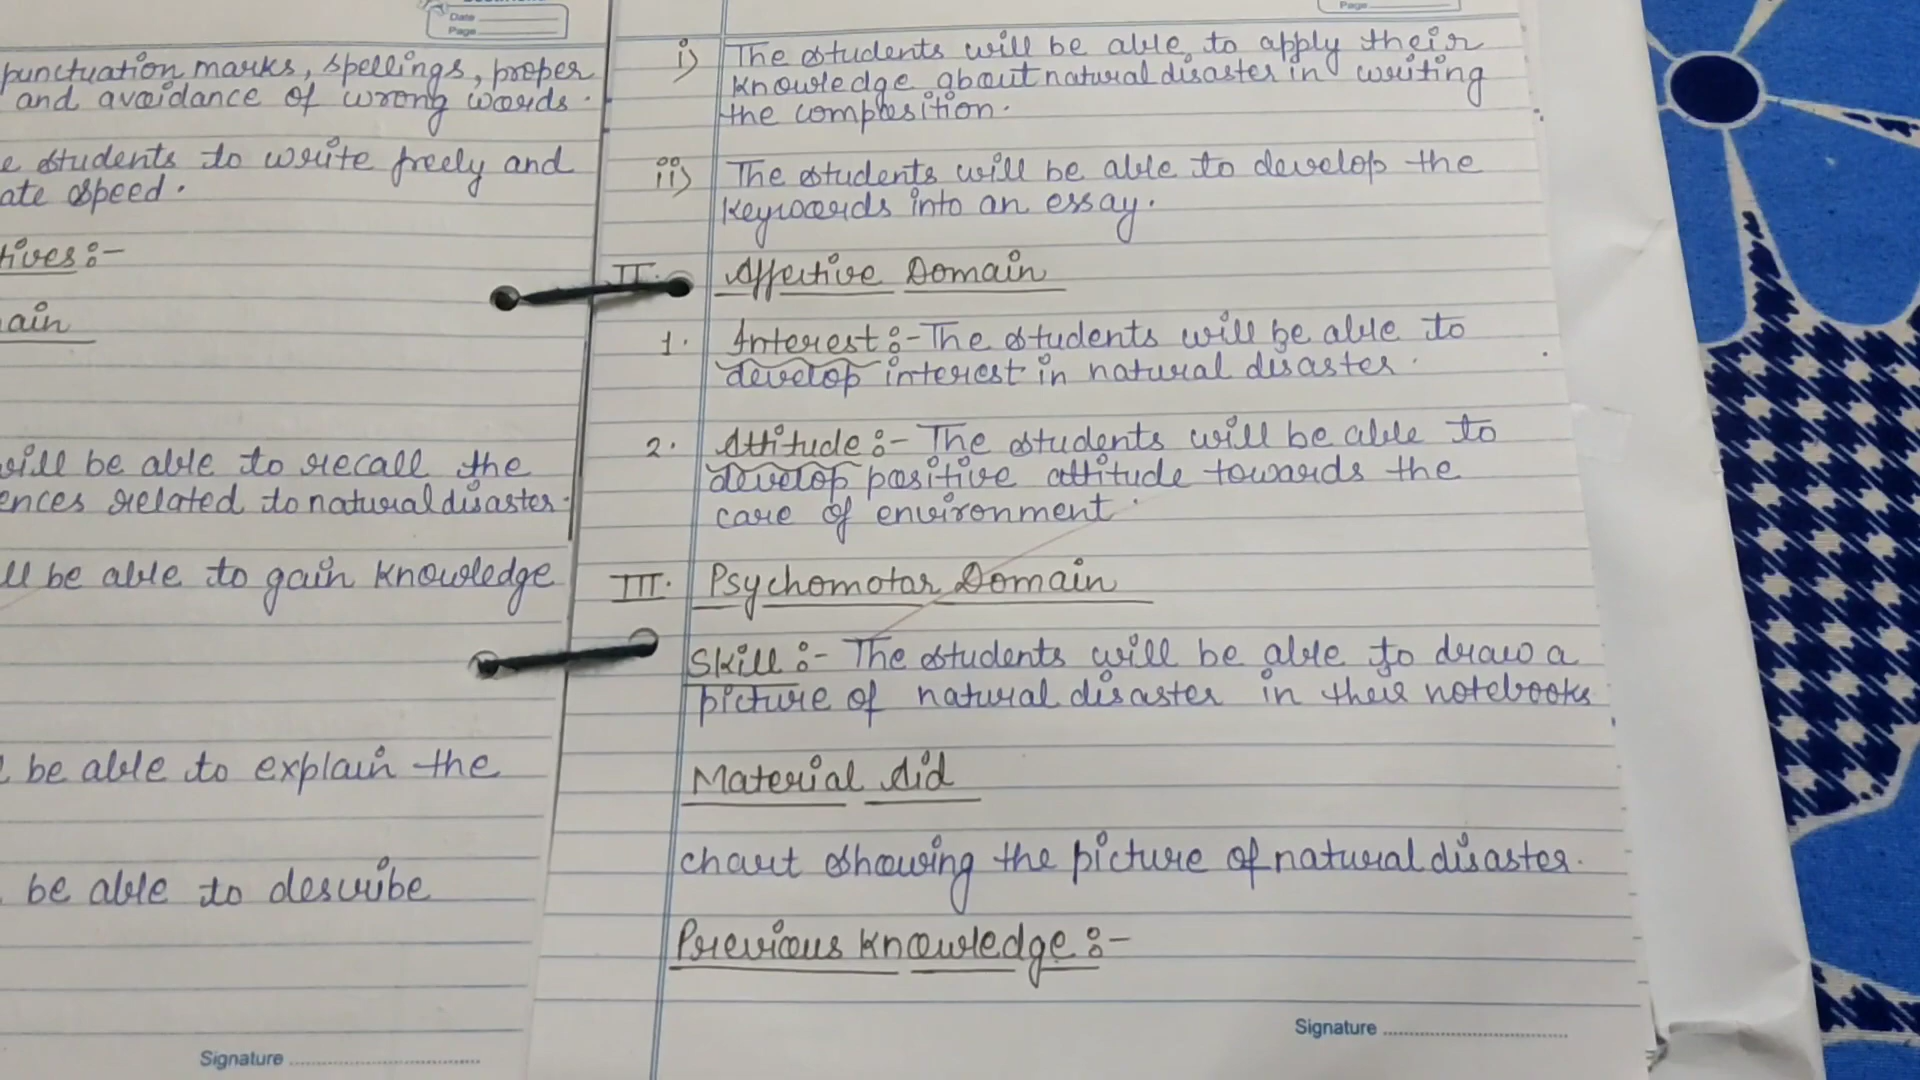 Date
Page
punctuation marks, spellings, proper
and avoidance of wrong words.
students to write freely and
ate speed.
tives :-
ain
will be able to recall the
ences related to natural disaster.
ll be able to gain knowledge
be able to explain the
be able to describe
Signature
Page
i) The students will be able to apply their
knowledge about natural disaster in writing
the composition.
ii) The students will be able to develop the
keywords into an essay.
II. Affective Domain
1. Interest :- The students will be able to
develop interest in natural disaster.
2. Attitude :- The students will be able to
develop positive attitude towards the
care of environment.
III. Psychomotor Domain
Skill :- The students will be able to draw a
picture of natural disaster in their notebooks
Material Aid
chart showing the picture of natural disaster.
Previous knowledge :-
Signature